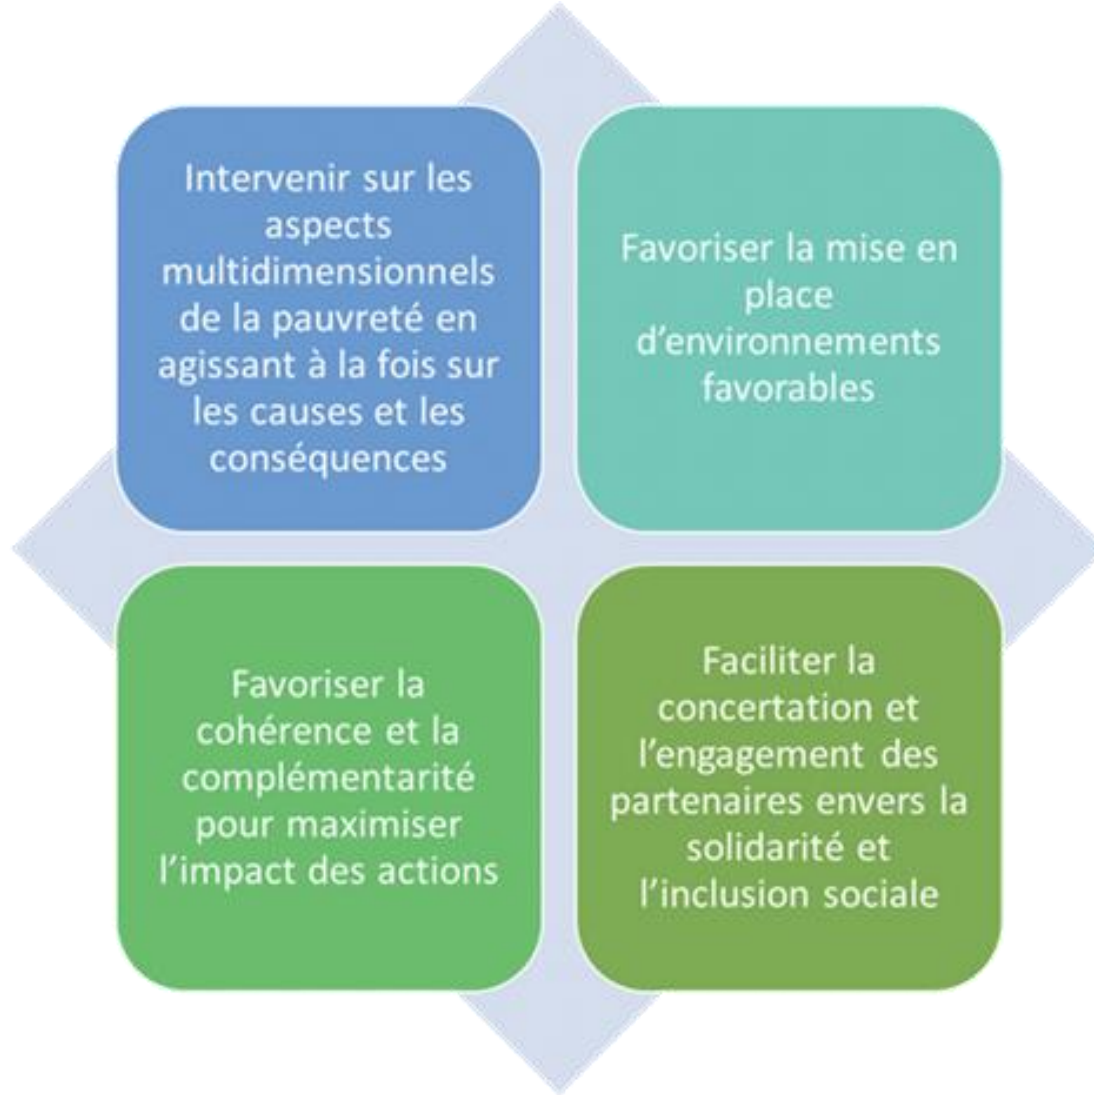 Intervenir sur les
aspects
multidimensionnels
de la pauvreté en
agissant à la fois sur
les causes et les
conséquences
Favoriser la mise en
place
d’environnements
favorables
Favoriser la
cohérence et la
complémentarité
pour maximiser
l’impact des actions
Faciliter la
concertation et
l’engagement des
partenaires envers la
solidarité et
l’inclusion sociale